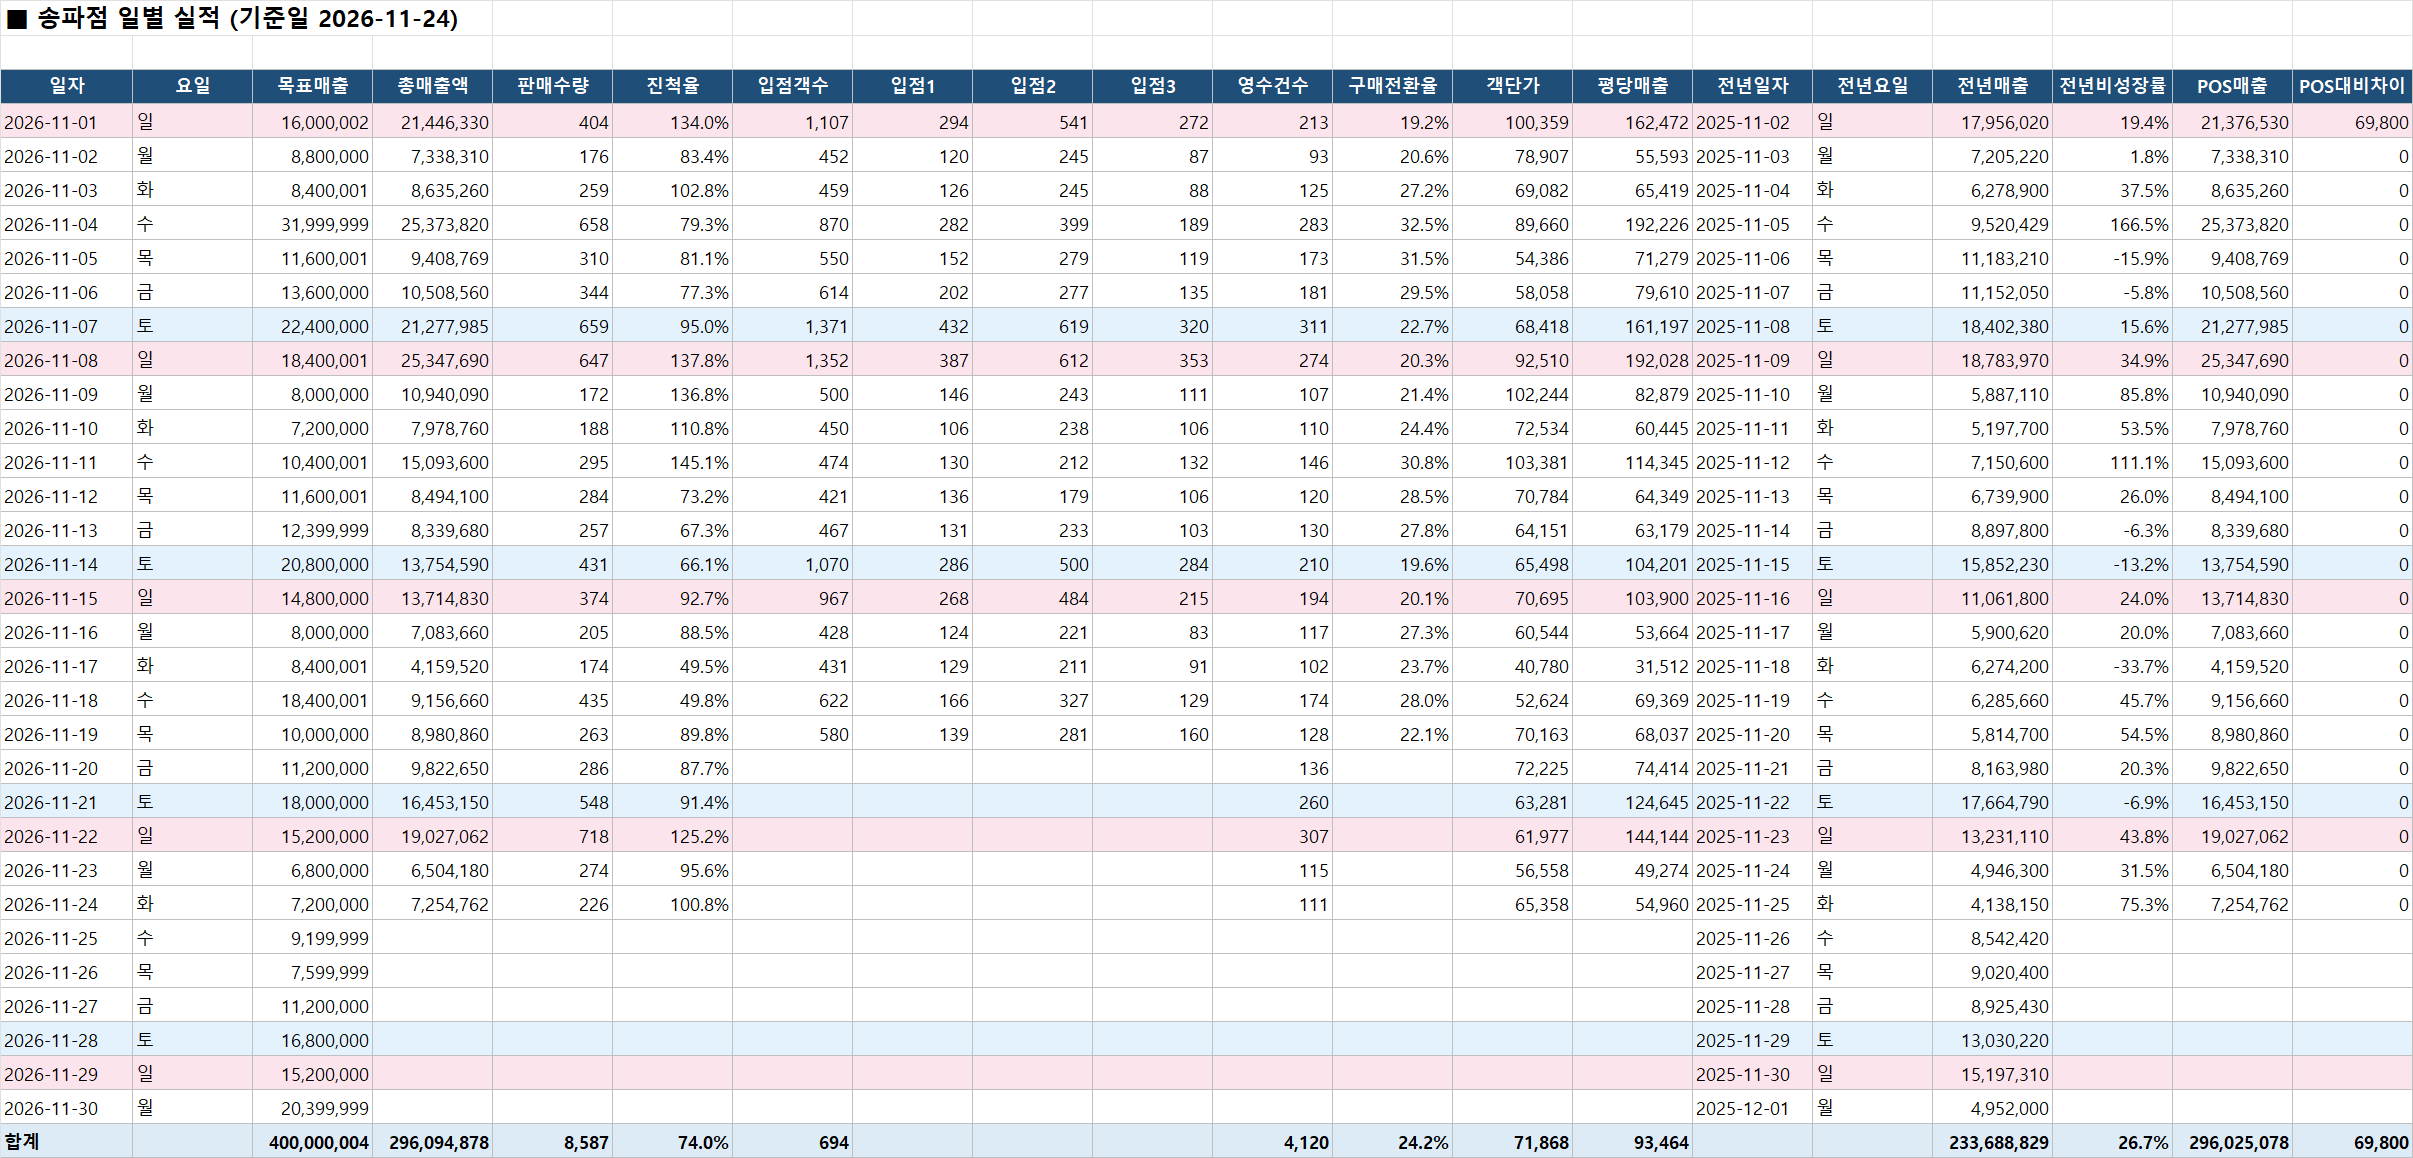 ■ 송파점 일별 실적 (기준일 2026-11-24)
일자 요일 목표매출 총매출액 판매수량 진척율 입점객수 입점1 입점2 입점3 영수건수 구매전환율 객단가 평당매출 전년일자 전년요일 전년매출 전년비성장률 POS매출 POS대비차이
2026-11-01 일 16,000,002 21,446,330 404 134.0% 1,107 294 541 272 213 19.2% 100,359 162,472 2025-11-02 일 17,956,020 19.4% 21,376,530 69,800
2026-11-02 월 8,800,000 7,338,310 176 83.4% 452 120 245 87 93 20.6% 78,907 55,593 2025-11-03 월 7,205,220 1.8% 7,338,310 0
2026-11-03 화 8,400,001 8,635,260 259 102.8% 459 126 245 88 125 27.2% 69,082 65,419 2025-11-04 화 6,278,900 37.5% 8,635,260 0
2026-11-04 수 31,999,999 25,373,820 658 79.3% 870 282 399 189 283 32.5% 89,660 192,226 2025-11-05 수 9,520,429 166.5% 25,373,820 0
2026-11-05 목 11,600,001 9,408,769 310 81.1% 550 152 279 119 173 31.5% 54,386 71,279 2025-11-06 목 11,183,210 -15.9% 9,408,769 0
2026-11-06 금 13,600,000 10,508,560 344 77.3% 614 202 277 135 181 29.5% 58,058 79,610 2025-11-07 금 11,152,050 -5.8% 10,508,560 0
2026-11-07 토 22,400,000 21,277,985 659 95.0% 1,371 432 619 320 311 22.7% 68,418 161,197 2025-11-08 토 18,402,380 15.6% 21,277,985 0
2026-11-08 일 18,400,001 25,347,690 647 137.8% 1,352 387 612 353 274 20.3% 92,510 192,028 2025-11-09 일 18,783,970 34.9% 25,347,690 0
2026-11-09 월 8,000,000 10,940,090 172 136.8% 500 146 243 111 107 21.4% 102,244 82,879 2025-11-10 월 5,887,110 85.8% 10,940,090 0
2026-11-10 화 7,200,000 7,978,760 188 110.8% 450 106 238 106 110 24.4% 72,534 60,445 2025-11-11 화 5,197,700 53.5% 7,978,760 0
2026-11-11 수 10,400,001 15,093,600 295 145.1% 474 130 212 132 146 30.8% 103,381 114,345 2025-11-12 수 7,150,600 111.1% 15,093,600 0
2026-11-12 목 11,600,001 8,494,100 284 73.2% 421 136 179 106 120 28.5% 70,784 64,349 2025-11-13 목 6,739,900 26.0% 8,494,100 0
2026-11-13 금 12,399,999 8,339,680 257 67.3% 467 131 233 103 130 27.8% 64,151 63,179 2025-11-14 금 8,897,800 -6.3% 8,339,680 0
2026-11-14 토 20,800,000 13,754,590 431 66.1% 1,070 286 500 284 210 19.6% 65,498 104,201 2025-11-15 토 15,852,230 -13.2% 13,754,590 0
2026-11-15 일 14,800,000 13,714,830 374 92.7% 967 268 484 215 194 20.1% 70,695 103,900 2025-11-16 일 11,061,800 24.0% 13,714,830 0
2026-11-16 월 8,000,000 7,083,660 205 88.5% 428 124 221 83 117 27.3% 60,544 53,664 2025-11-17 월 5,900,620 20.0% 7,083,660 0
2026-11-17 화 8,400,001 4,159,520 174 49.5% 431 129 211 91 102 23.7% 40,780 31,512 2025-11-18 화 6,274,200 -33.7% 4,159,520 0
2026-11-18 수 18,400,001 9,156,660 435 49.8% 622 166 327 129 174 28.0% 52,624 69,369 2025-11-19 수 6,285,660 45.7% 9,156,660 0
2026-11-19 목 10,000,000 8,980,860 263 89.8% 580 139 281 160 128 22.1% 70,163 68,037 2025-11-20 목 5,814,700 54.5% 8,980,860 0
2026-11-20 금 11,200,000 9,822,650 286 87.7% 136 72,225 74,414 2025-11-21 금 8,163,980 20.3% 9,822,650 0
2026-11-21 토 18,000,000 16,453,150 548 91.4% 260 63,281 124,645 2025-11-22 토 17,664,790 -6.9% 16,453,150 0
2026-11-22 일 15,200,000 19,027,062 718 125.2% 307 61,977 144,144 2025-11-23 일 13,231,110 43.8% 19,027,062 0
2026-11-23 월 6,800,000 6,504,180 274 95.6% 115 56,558 49,274 2025-11-24 월 4,946,300 31.5% 6,504,180 0
2026-11-24 화 7,200,000 7,254,762 226 100.8% 111 65,358 54,960 2025-11-25 화 4,138,150 75.3% 7,254,762 0
2026-11-25 수 9,199,999 2025-11-26 수 8,542,420
2026-11-26 목 7,599,999 2025-11-27 목 9,020,400
2026-11-27 금 11,200,000 2025-11-28 금 8,925,430
2026-11-28 토 16,800,000 2025-11-29 토 13,030,220
2026-11-29 일 15,200,000 2025-11-30 일 15,197,310
2026-11-30 월 20,399,999 2025-12-01 월 4,952,000
합계 400,000,004 296,094,878 8,587 74.0% 694 4,120 24.2% 71,868 93,464 233,688,829 26.7% 296,025,078 69,800